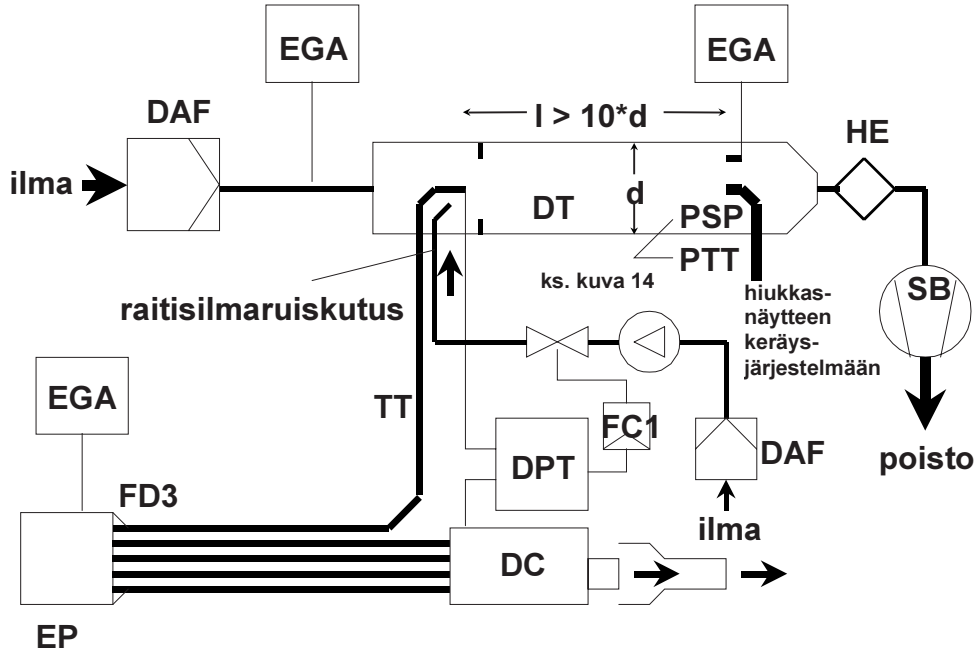 EGA
EGA
DAF
l > 10*d
HE
ilma
d
DT
PSP
PTT
SB
ks. kuva 14
raitisilmaruiskutus
hiukkas-
näytteen
keräys-
järjestelmään
EGA
TT
FC1
DPT
DAF
poisto
FD3
ilma
DC
EP